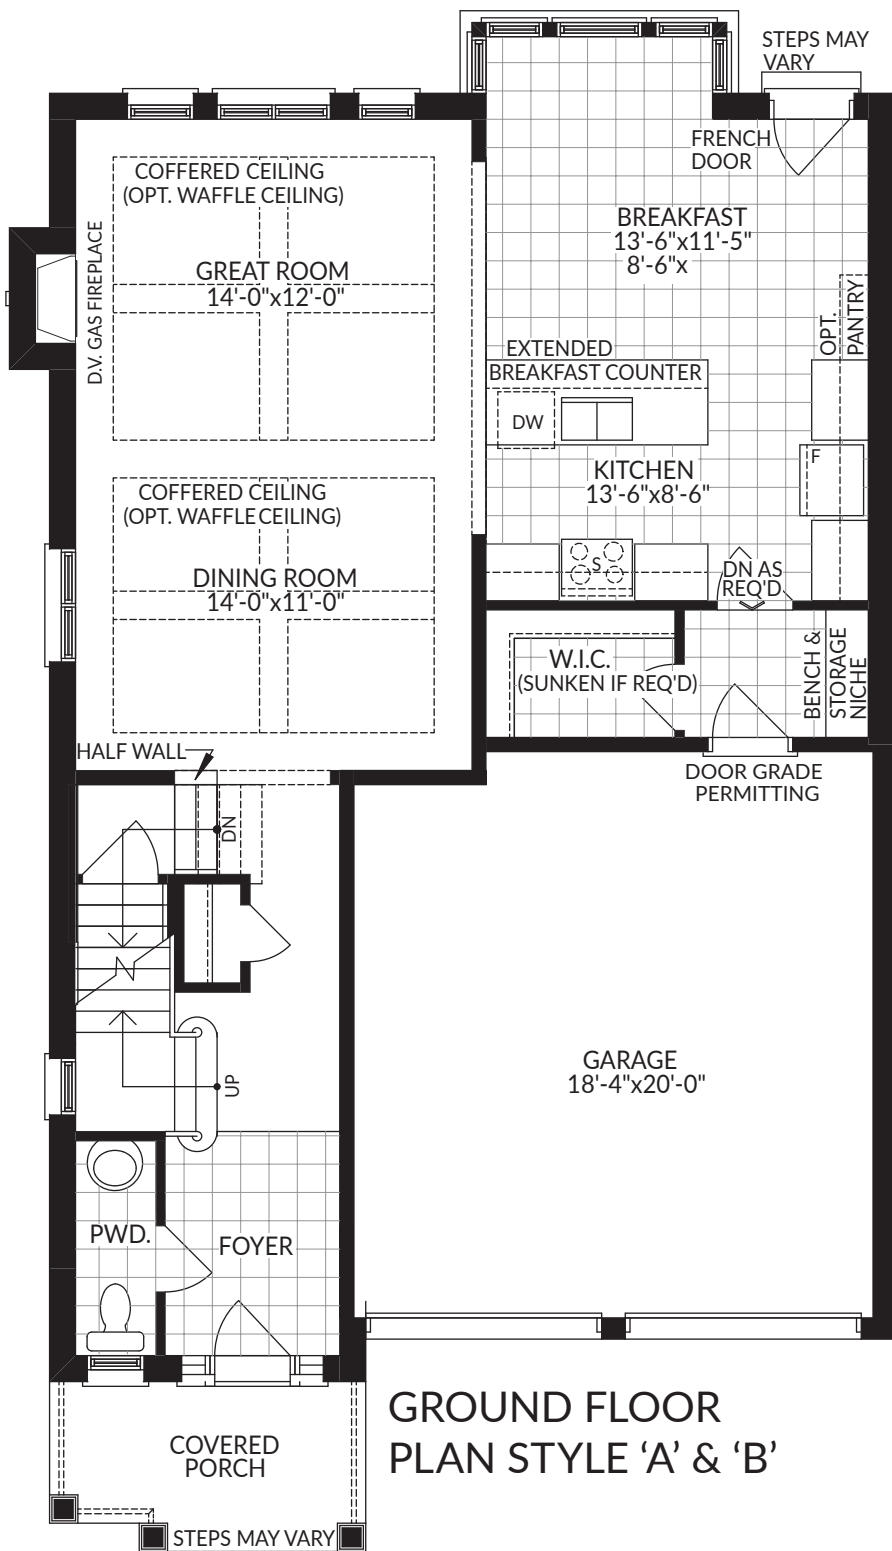 STEPS MAY
VARY
FRENCH
DOOR
COFFERED CEILING
(OPT. WAFFLE CEILING)
BREAKFAST
13'-6"x11'-5"
8'-6"x
D.V. GAS FIREPLACE
GREAT ROOM
14'-0"x12'-0"
OPT.
PANTRY
EXTENDED
BREAKFAST COUNTER
DW
F
KITCHEN
13'-6"x8'-6"
COFFERED CEILING
(OPT. WAFFLE CEILING)
S
DN AS
REQ'D
DINING ROOM
14'-0"x11'-0"
W.I.C.
(SUNKEN IF REQ'D)
BENCH &
STORAGE
NICHE
HALF WALL
DOOR GRADE
PERMITTING
DN
GARAGE
18'-4"x20'-0"
UP
PWD.
FOYER
GROUND FLOOR
PLAN STYLE ‘A’ & ‘B’
COVERED
PORCH
STEPS MAY VARY